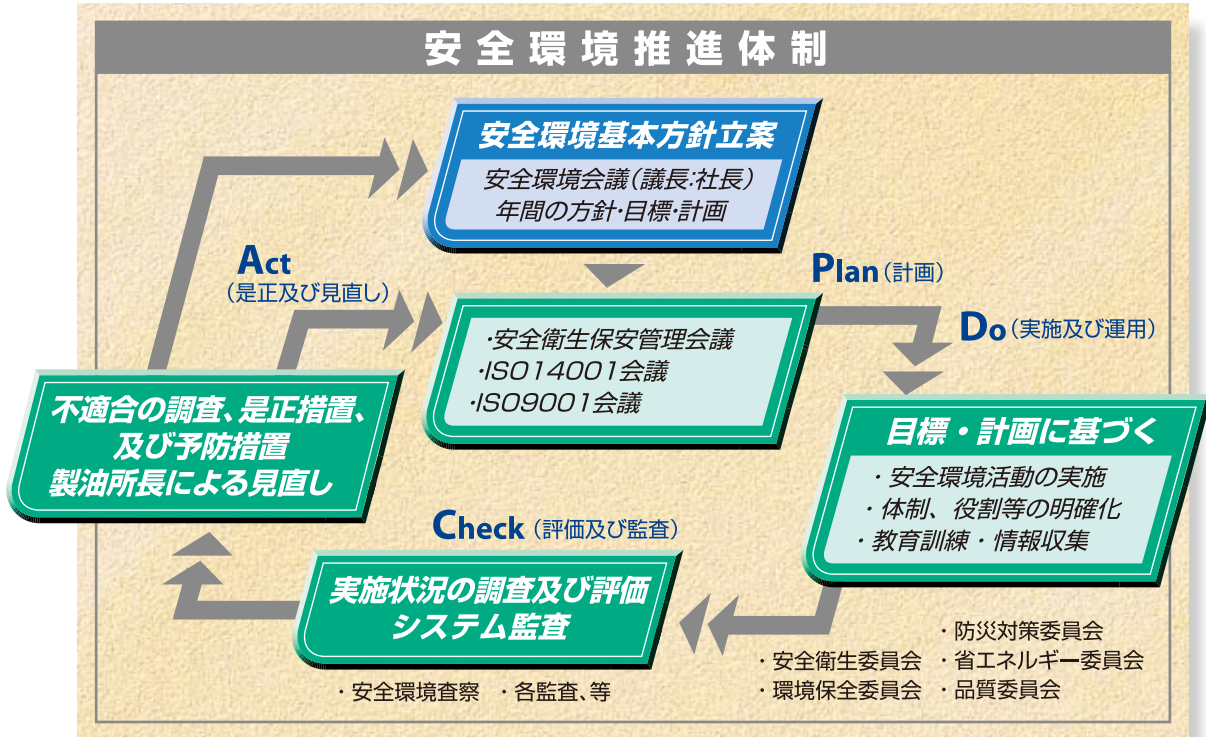 安全環境推進体制
安全環境基本方針立案
安全環境会議(議長:社長)
年間の方針・目標・計画
Act
(是正及び見直し)
Plan(計画)
Do(実施及び運用)
・安全衛生保安管理会議
・ISO14001会議
・ISO9001会議
不適合の調査、是正措置、
及び予防措置
製油所長による見直し
目標・計画に基づく
・安全環境活動の実施
・体制、役割等の明確化
・教育訓練・情報収集
Check(評価及び監査)
実施状況の調査及び評価
システム監査
・安全環境査察 ・各監査、等
・防災対策委員会
・安全衛生委員会 ・省エネルギー委員会
・環境保全委員会 ・品質委員会